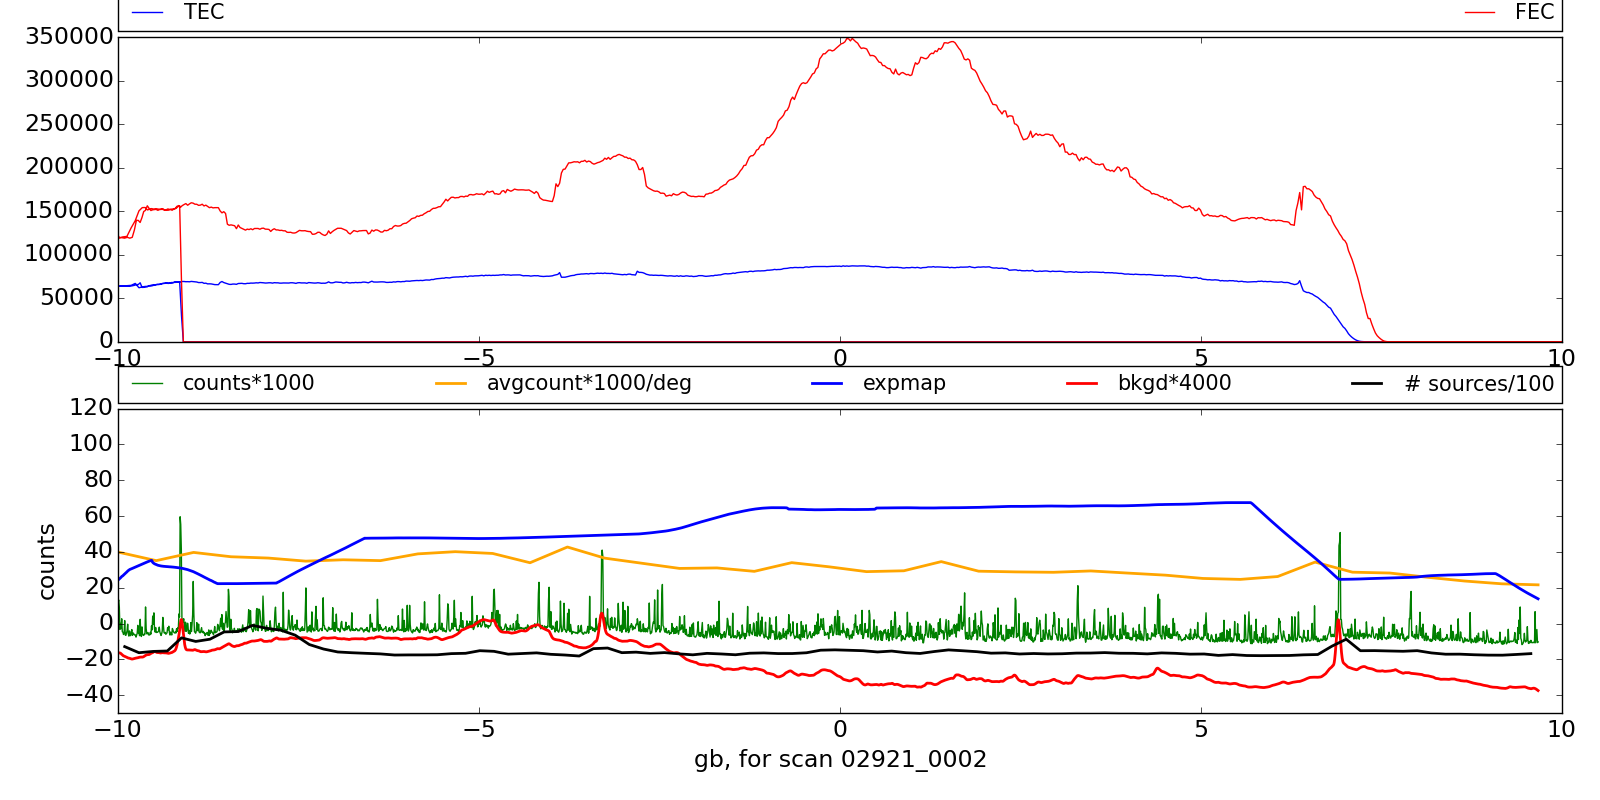 TEC FEC
350000
300000
250000
200000
150000
100000
50000
0
−10 −5 0 5 10
counts*1000 avgcount*1000/deg expmap bkgd*4000 # sources/100
120
100
80
60
40
20
0
−20
−40
counts
−10 −5 0 5 10
gb, for scan 02921_0002